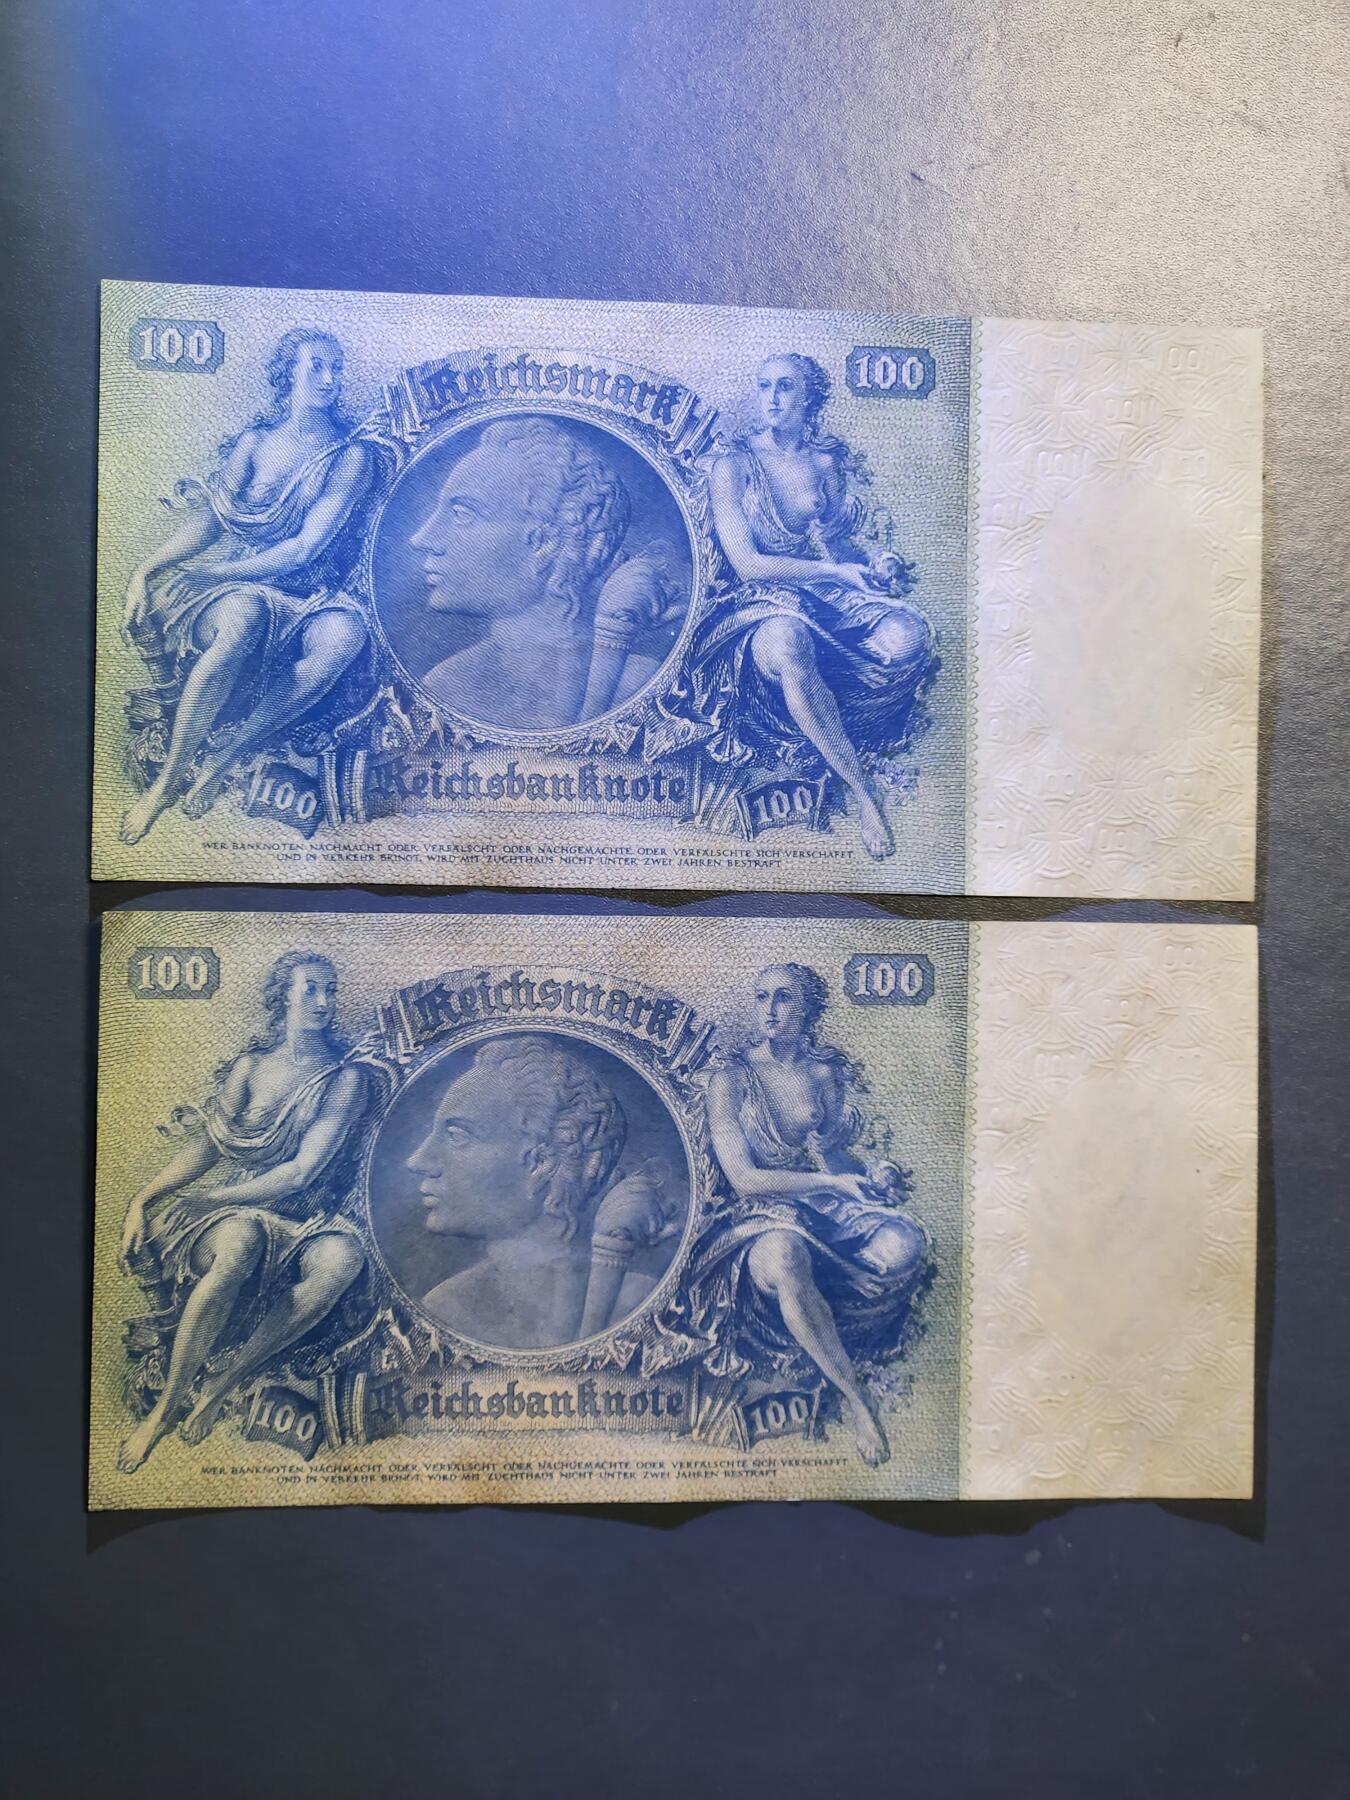 100
100
Reichsmark
Reichsbanknote
100
100
WER BANKNOTEN NACHMACHT ODER VERFÄLSCHT ODER NACHGEMACHTE ODER VERFÄLSCHTE SICH VERSCHAFFT
UND IN VERKEHR BRINGT, WIRD MIT ZUCHTHAUS NICHT UNTER ZWEI JAHREN BESTRAFT
100
100
Reichsmark
Reichsbanknote
100
100
WER BANKNOTEN NACHMACHT ODER VERFÄLSCHT ODER NACHGEMACHTE ODER VERFÄLSCHTE SICH VERSCHAFFT
UND IN VERKEHR BRINGT, WIRD MIT ZUCHTHAUS NICHT UNTER ZWEI JAHREN BESTRAFT